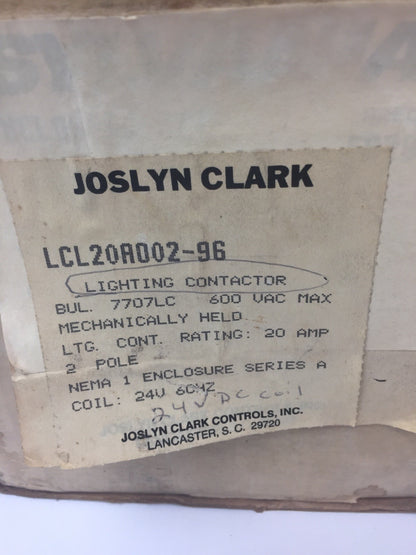 JOSLYN CLARK
LCL20A002-96
LIGHTING CONTACTOR
BUL. 7707LC 600 VAC MAX
MECHANICALLY HELD
LTG. CONT. RATING: 20 AMP
2 POLE
NEMA 1 ENCLOSURE SERIES A
COIL: 24V 60HZ
24V DC coil
JOSLYN CLARK CONTROLS, INC.
LANCASTER, S. C. 29720